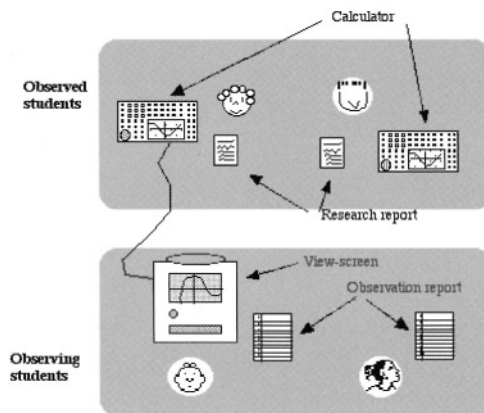 Calculator
Observed
students
Research report
View-screen
Observation report
Observing
students